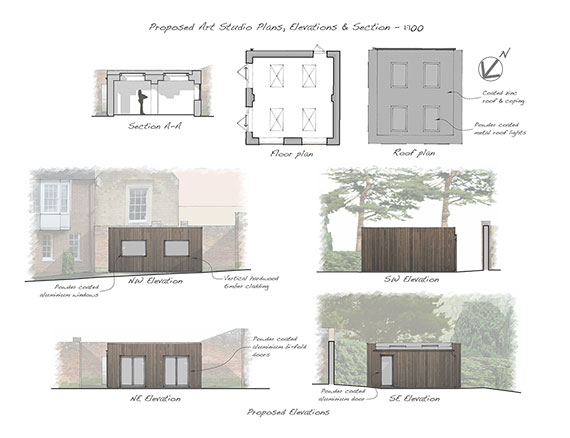 Proposed Art Studio Plans, Elevations & Section - 1:100
N
Coated zinc
roof & coping
Powder coated
metal roof lights
Section A-A
Floor plan
Roof plan
Powder coated
aluminium windows
NW Elevation
Vertical hardwood
timber cladding
SW Elevation
Powder coated
aluminium bi-fold
doors
NE Elevation
Powder coated
aluminium door
SE Elevation
Proposed Elevations